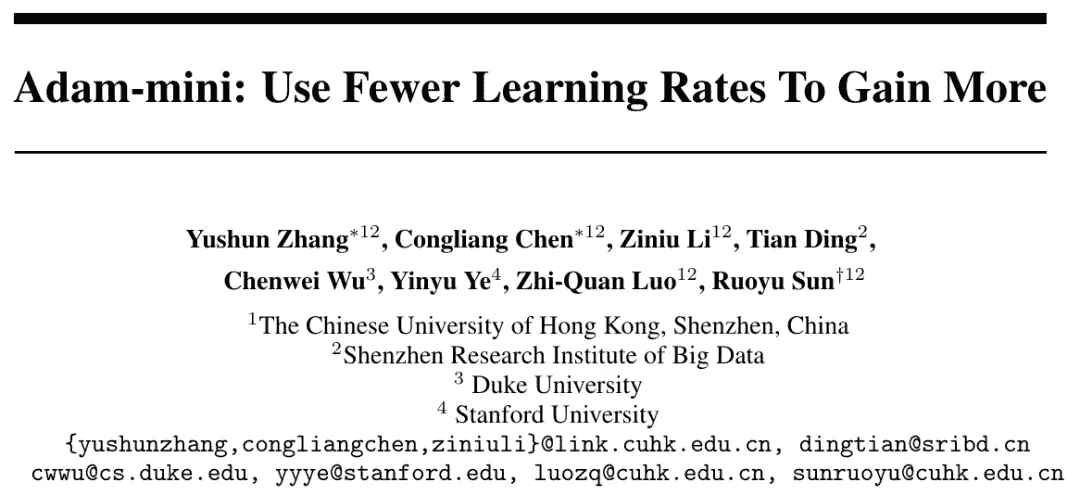 Adam-mini: Use Fewer Learning Rates To Gain More
Yushun Zhang*12, Congliang Chen*12, Ziniu Li12, Tian Ding2,
Chenwei Wu3, Yinyu Ye4, Zhi-Quan Luo12, Ruoyu Sun†12
1The Chinese University of Hong Kong, Shenzhen, China
2Shenzhen Research Institute of Big Data
3 Duke University
4 Stanford University
{yushunzhang,congliangchen,ziniuli}@link.cuhk.edu.cn, dingtian@sribd.cn
cwwu@cs.duke.edu, yyye@stanford.edu, luozq@cuhk.edu.cn, sunruoyu@cuhk.edu.cn